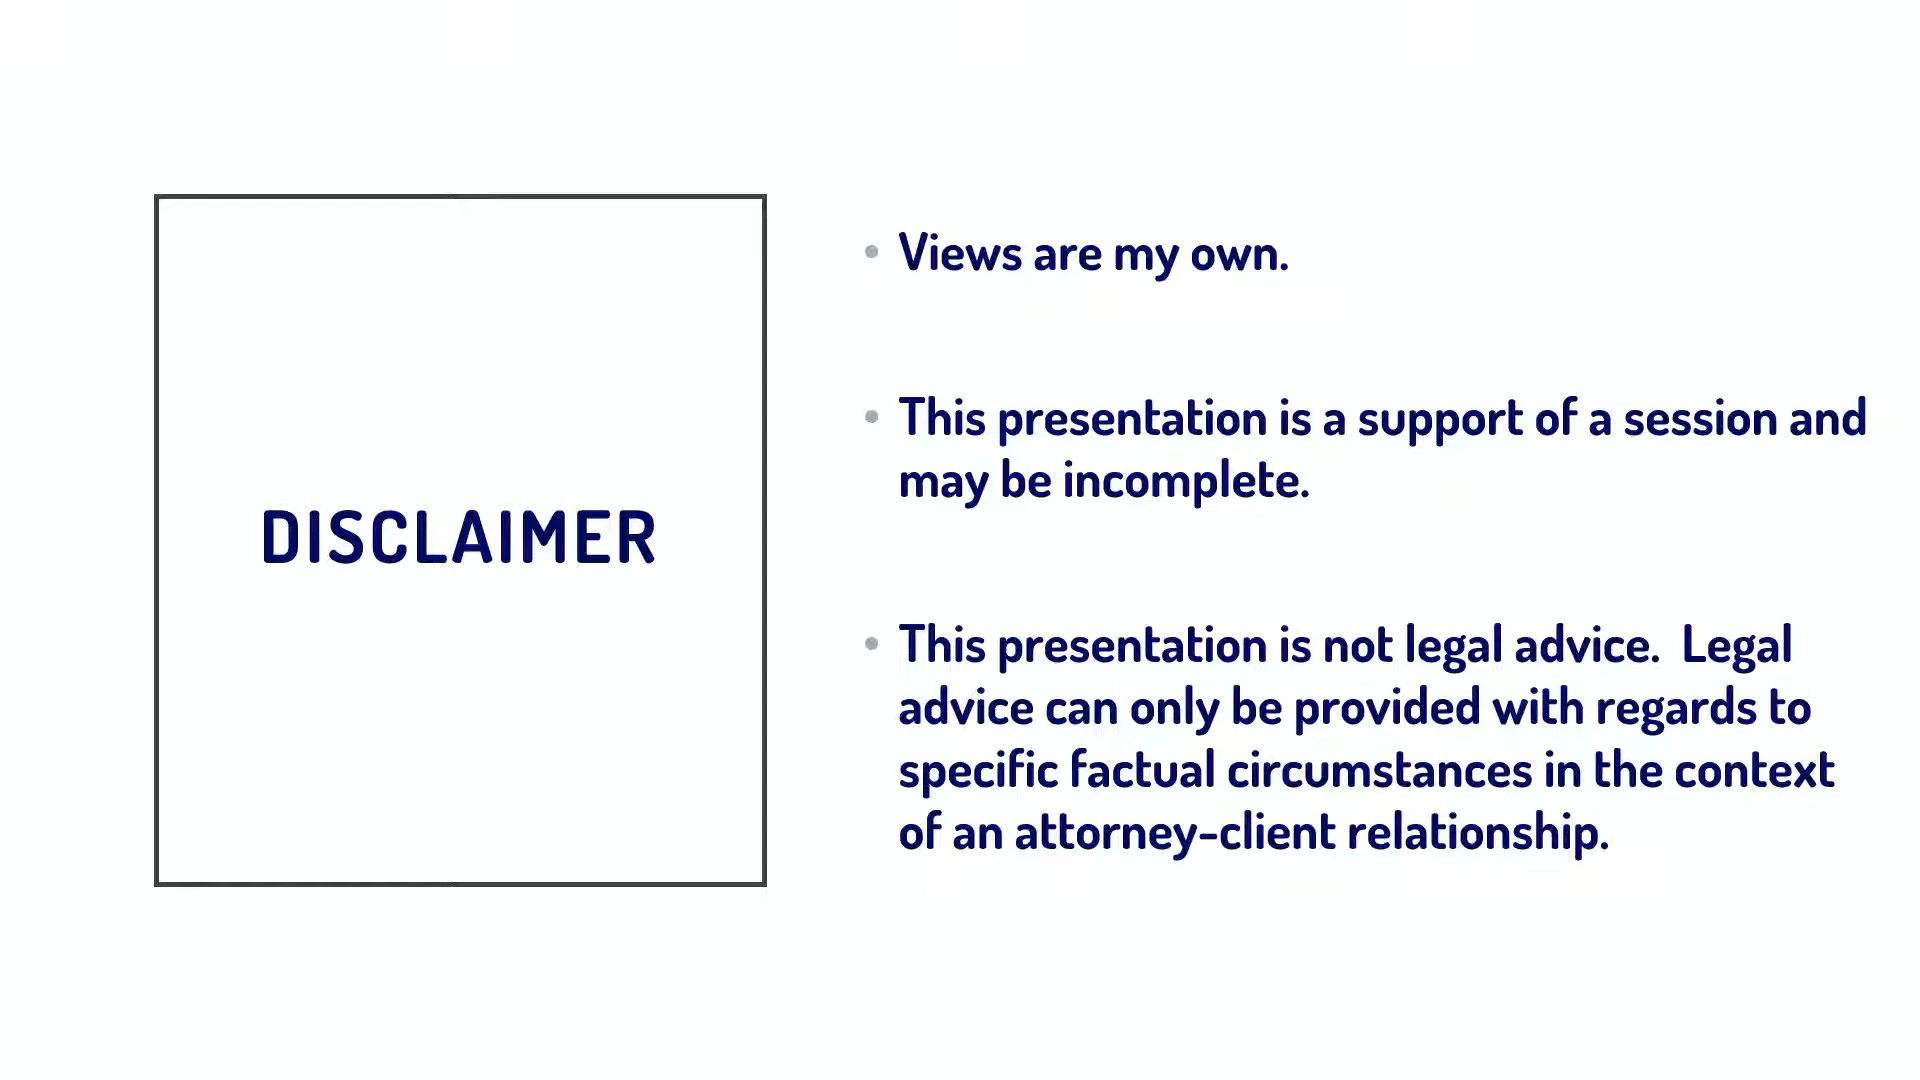 DISCLAIMER
• Views are my own.
• This presentation is a support of a session and
may be incomplete.
• This presentation is not legal advice.  Legal
advice can only be provided with regards to
specific factual circumstances in the context
of an attorney-client relationship.